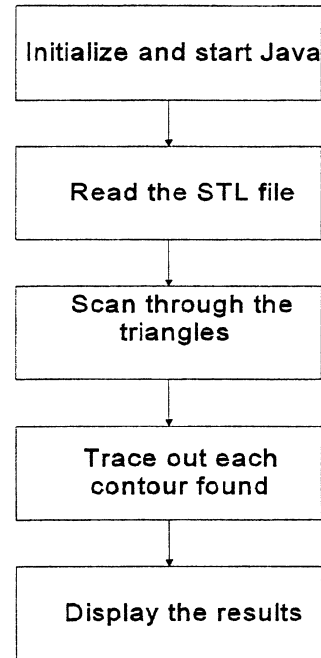 Initialize and start Java
Read the STL file
Scan through the
triangles
Trace out each
contour found
Display the results